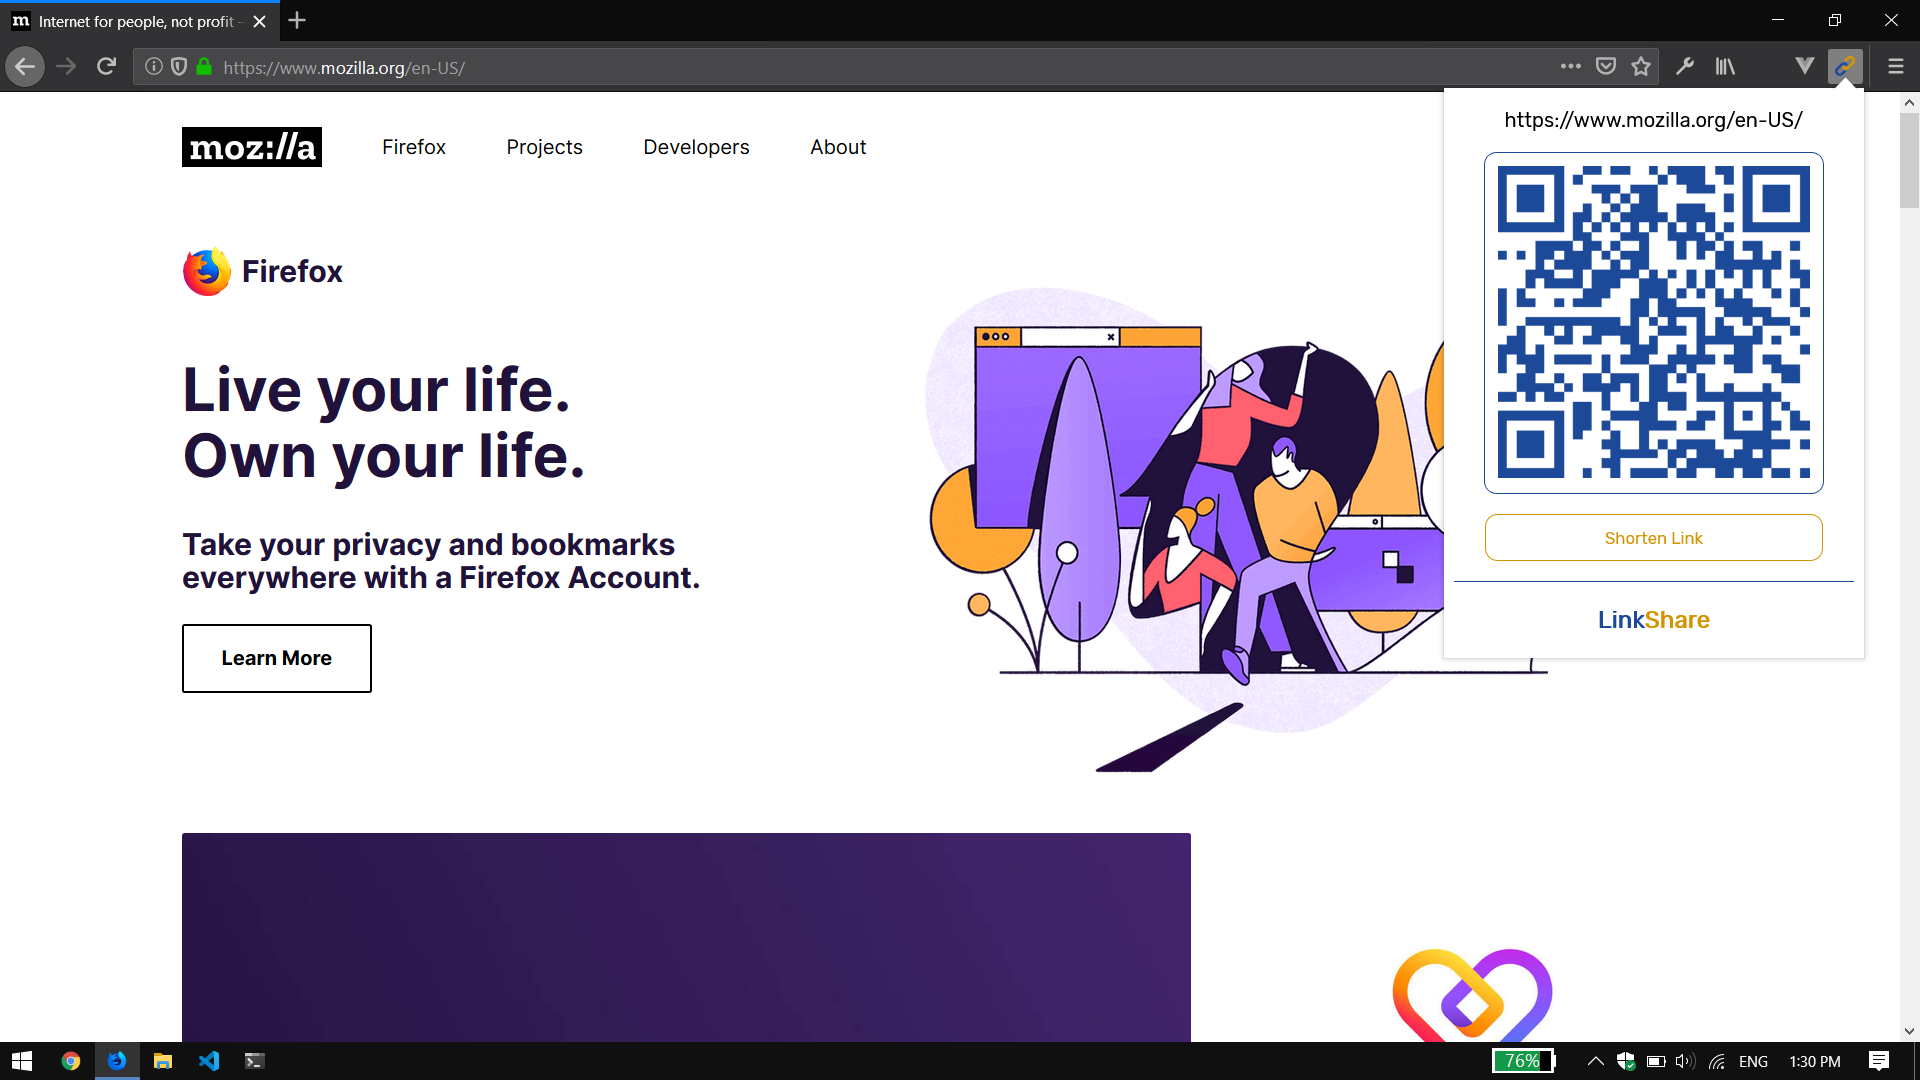 Internet for people, not profit –
https://www.mozilla.org/en-US/
moz://a
Firefox
Projects
Developers
About
Firefox
Live your life.
Own your life.
Take your privacy and bookmarks
everywhere with a Firefox Account.
Learn More
https://www.mozilla.org/en-US/
Shorten Link
LinkShare
76%
ENG
1:30 PM